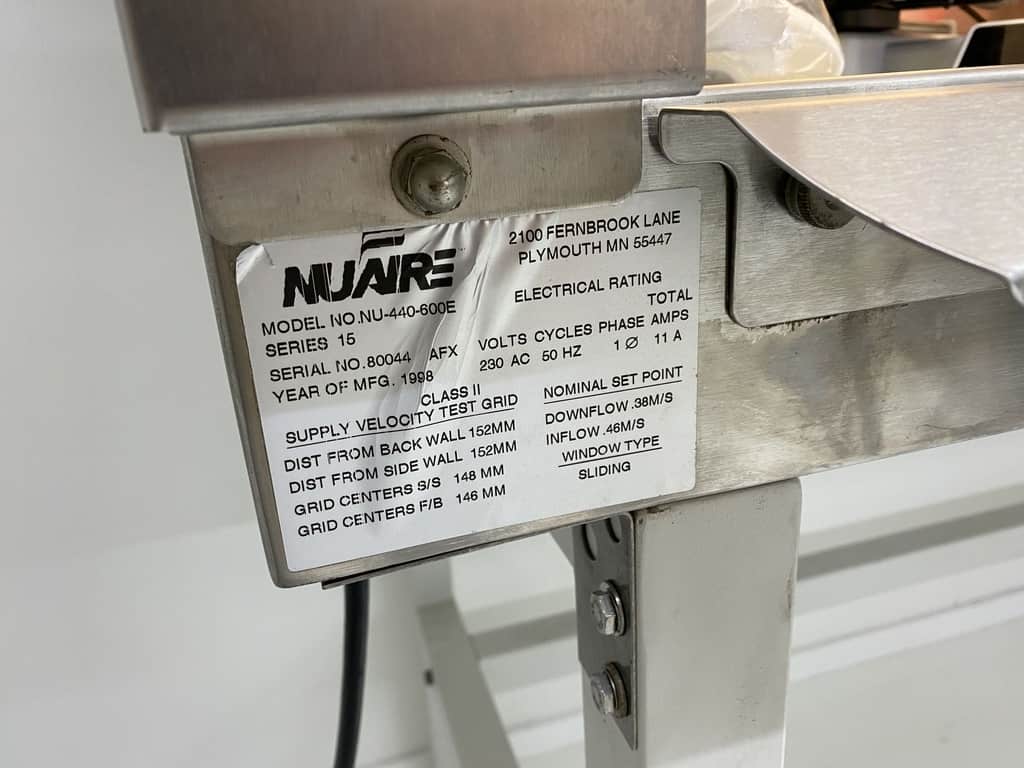 NUAIRE
2100 FERNBROOK LANE
PLYMOUTH MN 55447
MODEL NO.NU-440-600E
SERIES 15
SERIAL NO.80044 AFX
YEAR OF MFG. 1998
ELECTRICAL RATING
TOTAL
VOLTS CYCLES PHASE AMPS
230 AC 50 HZ 1 Ø 11 A
CLASS II
SUPPLY VELOCITY TEST GRID
DIST FROM BACK WALL 152MM
DIST FROM SIDE WALL 152MM
GRID CENTERS S/S 148 MM
GRID CENTERS F/B 146 MM
NOMINAL SET POINT
DOWNFLOW .38M/S
INFLOW .46M/S
WINDOW TYPE
SLIDING